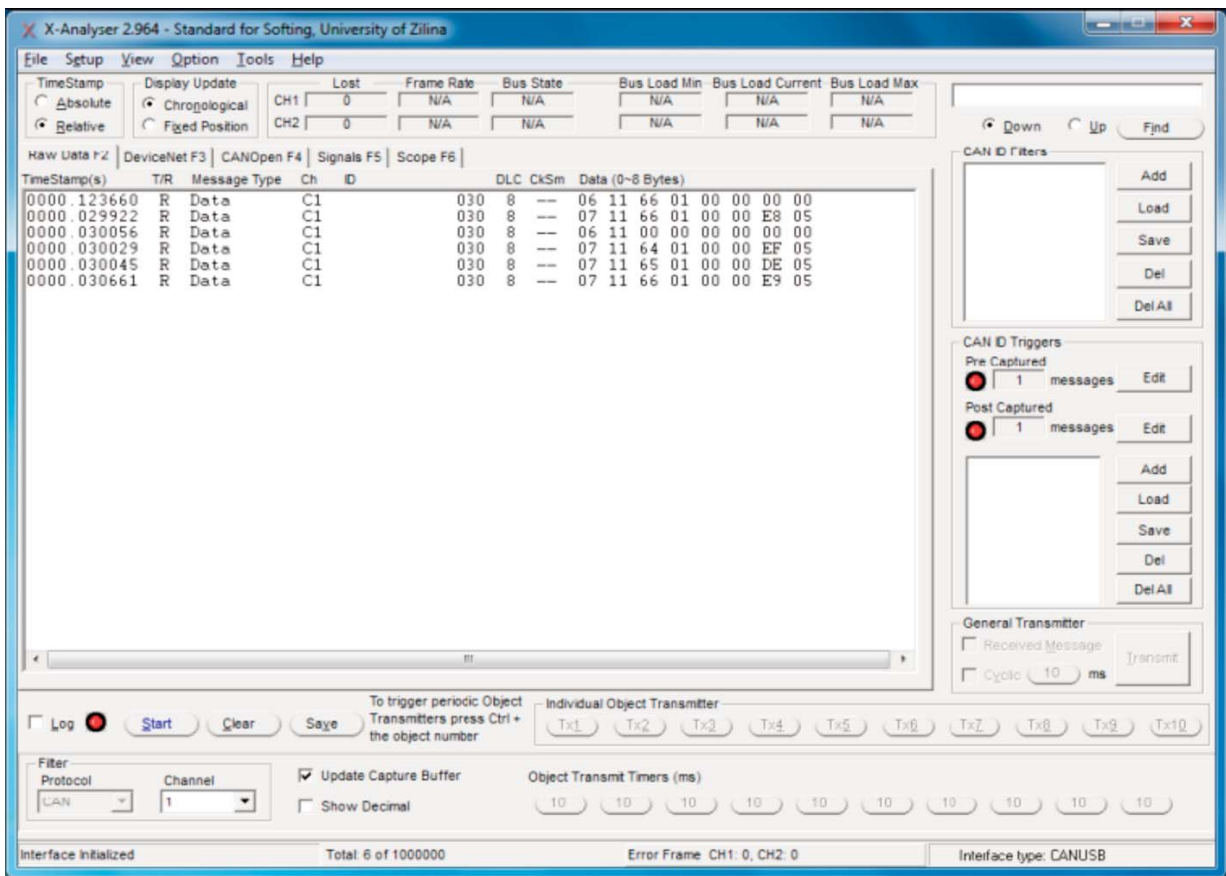 X-Analyser 2.964 - Standard for Softing, University of Zilina
File Setup View Option Tools Help
TimeStamp Display Update Lost Frame Rate Bus State Bus Load Min Bus Load Current Bus Load Max
Absolute Chronological CH1 0 N/A N/A N/A N/A N/A
Relative Fixed Position CH2 0 N/A N/A N/A N/A N/A
Down Up Find
Raw Data F2 DeviceNet F3 CANOpen F4 Signals F5 Scope F6
TimeStamp(s) T/R Message Type Ch ID DLC CkSm Data (0~8 Bytes)
0000.123660 R Data C1 030 8 -- 06 11 66 01 00 00 00 00
0000.029922 R Data C1 030 8 -- 07 11 66 01 00 00 E8 05
0000.030056 R Data C1 030 8 -- 06 11 00 00 00 00 00 00
0000.030029 R Data C1 030 8 -- 07 11 64 01 00 00 EF 05
0000.030045 R Data C1 030 8 -- 07 11 65 01 00 00 DE 05
0000.030661 R Data C1 030 8 -- 07 11 66 01 00 00 E9 05
CAN ID Filters
Add
Load
Save
Del
Del All
CAN ID Triggers
Pre Captured
1 messages Edit
Post Captured
1 messages Edit
Add
Load
Save
Del
Del All
General Transmitter
Received Message
Transmit
Cyclic 10 ms
Log Start Clear Save
To trigger periodic Object
Transmitters press Ctrl +
the object number
Individual Object Transmitter
Tx1 Tx2 Tx3 Tx4 Tx5 Tx6 Tx7 Tx8 Tx9 Tx10
Filter
Protocol Channel
CAN 1
Update Capture Buffer
Show Decimal
Object Transmit Timers (ms)
10 10 10 10 10 10 10 10 10 10
Interface Initialized Total: 6 of 1000000 Error Frame CH1: 0, CH2: 0 Interface type: CANUSB